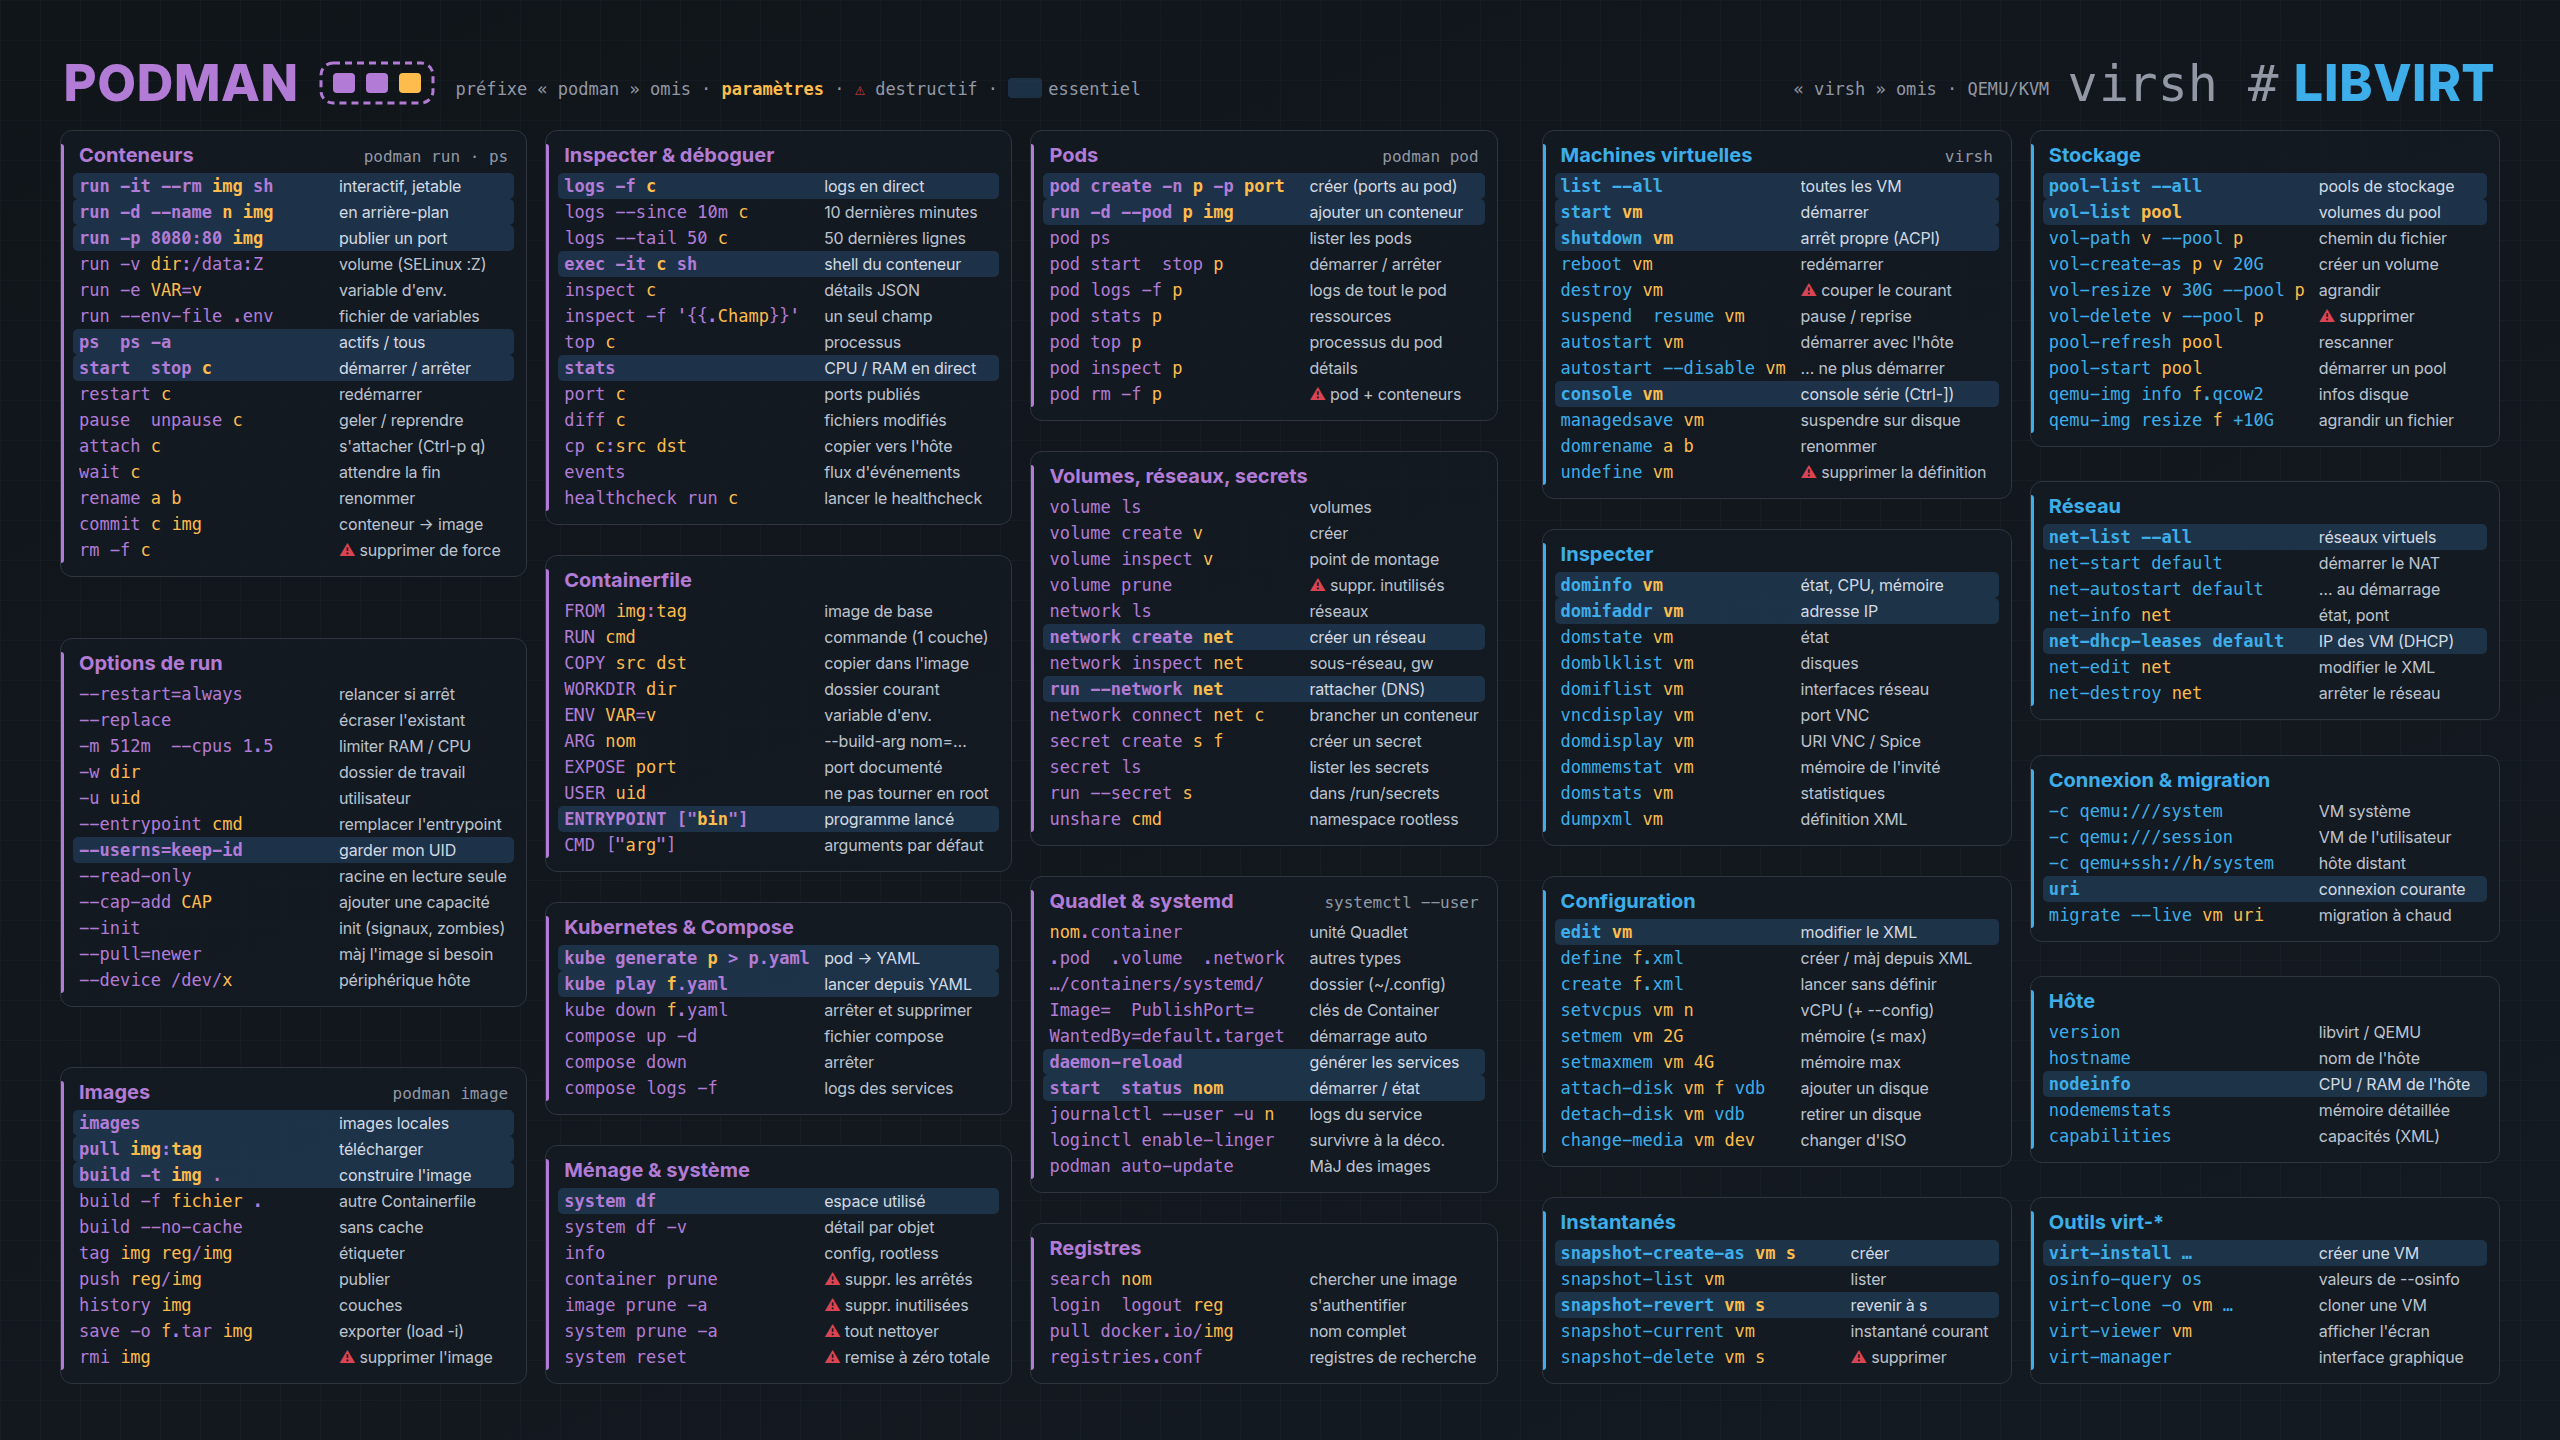 PODMAN
préfixe « podman » omis · paramètres · ⚠ destructif · essentiel
« virsh » omis · QEMU/KVM virsh # LIBVIRT
Conteneurs podman run · ps
run -it --rm img sh interactif, jetable
run -d --name n img en arrière-plan
run -p 8080:80 img publier un port
run -v dir:/data:Z volume (SELinux :Z)
run -e VAR=v variable d'env.
run --env-file .env fichier de variables
ps ps -a actifs / tous
start stop c démarrer / arrêter
restart c redémarrer
pause unpause c geler / reprendre
attach c s'attacher (Ctrl-p q)
wait c attendre la fin
rename a b renommer
commit c img conteneur → image
rm -f c ⚠ supprimer de force
Options de run
--restart=always relancer si arrêt
--replace écraser l'existant
-m 512m --cpus 1.5 limiter RAM / CPU
-w dir dossier de travail
-u uid utilisateur
--entrypoint cmd remplacer l'entrypoint
--userns=keep-id garder mon UID
--read-only racine en lecture seule
--cap-add CAP ajouter une capacité
--init init (signaux, zombies)
--pull=newer màj l'image si besoin
--device /dev/x périphérique hôte
Images podman image
images images locales
pull img:tag télécharger
build -t img . construire l'image
build -f fichier . autre Containerfile
build --no-cache sans cache
tag img reg/img étiqueter
push reg/img publier
history img couches
save -o f.tar img exporter (load -i)
rmi img ⚠ supprimer l'image
Inspecter & déboguer
logs -f c logs en direct
logs --since 10m c 10 dernières minutes
logs --tail 50 c 50 dernières lignes
exec -it c sh shell du conteneur
inspect c détails JSON
inspect -f '{{.Champ}}' un seul champ
top c processus
stats CPU / RAM en direct
port c ports publiés
diff c fichiers modifiés
cp c:src dst copier vers l'hôte
events flux d'événements
healthcheck run c lancer le healthcheck
Containerfile
FROM img:tag image de base
RUN cmd commande (1 couche)
COPY src dst copier dans l'image
WORKDIR dir dossier courant
ENV VAR=v variable d'env.
ARG nom --build-arg nom=...
EXPOSE port port documenté
USER uid ne pas tourner en root
ENTRYPOINT ["bin"] programme lancé
CMD ["arg"] arguments par défaut
Kubernetes & Compose
kube generate p > p.yaml pod → YAML
kube play f.yaml lancer depuis YAML
kube down f.yaml arrêter et supprimer
compose up -d fichier compose
compose down arrêter
compose logs -f logs des services
Ménage & système
system df espace utilisé
system df -v détail par objet
info config, rootless
container prune ⚠ suppr. les arrêtés
image prune -a ⚠ suppr. inutilisées
system prune -a ⚠ tout nettoyer
system reset ⚠ remise à zéro totale
Pods podman pod
pod create -n p -p port créer (ports au pod)
run -d --pod p img ajouter un conteneur
pod ps lister les pods
pod start stop p démarrer / arrêter
pod logs -f p logs de tout le pod
pod stats p ressources
pod top p processus du pod
pod inspect p détails
pod rm -f p ⚠ pod + conteneurs
Volumes, réseaux, secrets
volume ls volumes
volume create v créer
volume inspect v point de montage
volume prune ⚠ suppr. inutilisés
network ls réseaux
network create net créer un réseau
network inspect net sous-réseau, gw
run --network net rattacher (DNS)
network connect net c brancher un conteneur
secret create s f créer un secret
secret ls lister les secrets
run --secret s dans /run/secrets
unshare cmd namespace rootless
Quadlet & systemd systemctl --user
nom.container unité Quadlet
.pod .volume .network autres types
…/containers/systemd/ dossier (~/.config)
Image= PublishPort= clés de Container
WantedBy=default.target démarrage auto
daemon-reload générer les services
start status nom démarrer / état
journalctl --user -u n logs du service
loginctl enable-linger survivre à la déco.
podman auto-update MàJ des images
Registres
search nom chercher une image
login logout reg s'authentifier
pull docker.io/img nom complet
registries.conf registres de recherche
Machines virtuelles virsh
list --all toutes les VM
start vm démarrer
shutdown vm arrêt propre (ACPI)
reboot vm redémarrer
destroy vm ⚠ couper le courant
suspend resume vm pause / reprise
autostart vm démarrer avec l'hôte
autostart --disable vm ... ne plus démarrer
console vm console série (Ctrl-])
managedsave vm suspendre sur disque
domrename a b renommer
undefine vm ⚠ supprimer la définition
Inspecter
dominfo vm état, CPU, mémoire
domifaddr vm adresse IP
domstate vm état
domblklist vm disques
domiflist vm interfaces réseau
vncdisplay vm port VNC
domdisplay vm URI VNC / Spice
dommemstat vm mémoire de l'invité
domstats vm statistiques
dumpxml vm définition XML
Configuration
edit vm modifier le XML
define f.xml créer / màj depuis XML
create f.xml lancer sans définir
setvcpus vm n vCPU (+ --config)
setmem vm 2G mémoire (≤ max)
setmaxmem vm 4G mémoire max
attach-disk vm f vdb ajouter un disque
detach-disk vm vdb retirer un disque
change-media vm dev changer d'ISO
Instantanés
snapshot-create-as vm s créer
snapshot-list vm lister
snapshot-revert vm s revenir à s
snapshot-current vm instantané courant
snapshot-delete vm s ⚠ supprimer
Stockage
pool-list --all pools de stockage
vol-list pool volumes du pool
vol-path v --pool p chemin du fichier
vol-create-as p v 20G créer un volume
vol-resize v 30G --pool p agrandir
vol-delete v --pool p ⚠ supprimer
pool-refresh pool rescanner
pool-start pool démarrer un pool
qemu-img info f.qcow2 infos disque
qemu-img resize f +10G agrandir un fichier
Réseau
net-list --all réseaux virtuels
net-start default démarrer le NAT
net-autostart default ... au démarrage
net-info net état, pont
net-dhcp-leases default IP des VM (DHCP)
net-edit net modifier le XML
net-destroy net arrêter le réseau
Connexion & migration
-c qemu:///system VM système
-c qemu:///session VM de l'utilisateur
-c qemu+ssh://h/system hôte distant
uri connexion courante
migrate --live vm uri migration à chaud
Hôte
version libvirt / QEMU
hostname nom de l'hôte
nodeinfo CPU / RAM de l'hôte
nodememstats mémoire détaillée
capabilities capacités (XML)
Outils virt-*
virt-install … créer une VM
osinfo-query os valeurs de --osinfo
virt-clone -o vm … cloner une VM
virt-viewer vm afficher l'écran
virt-manager interface graphique